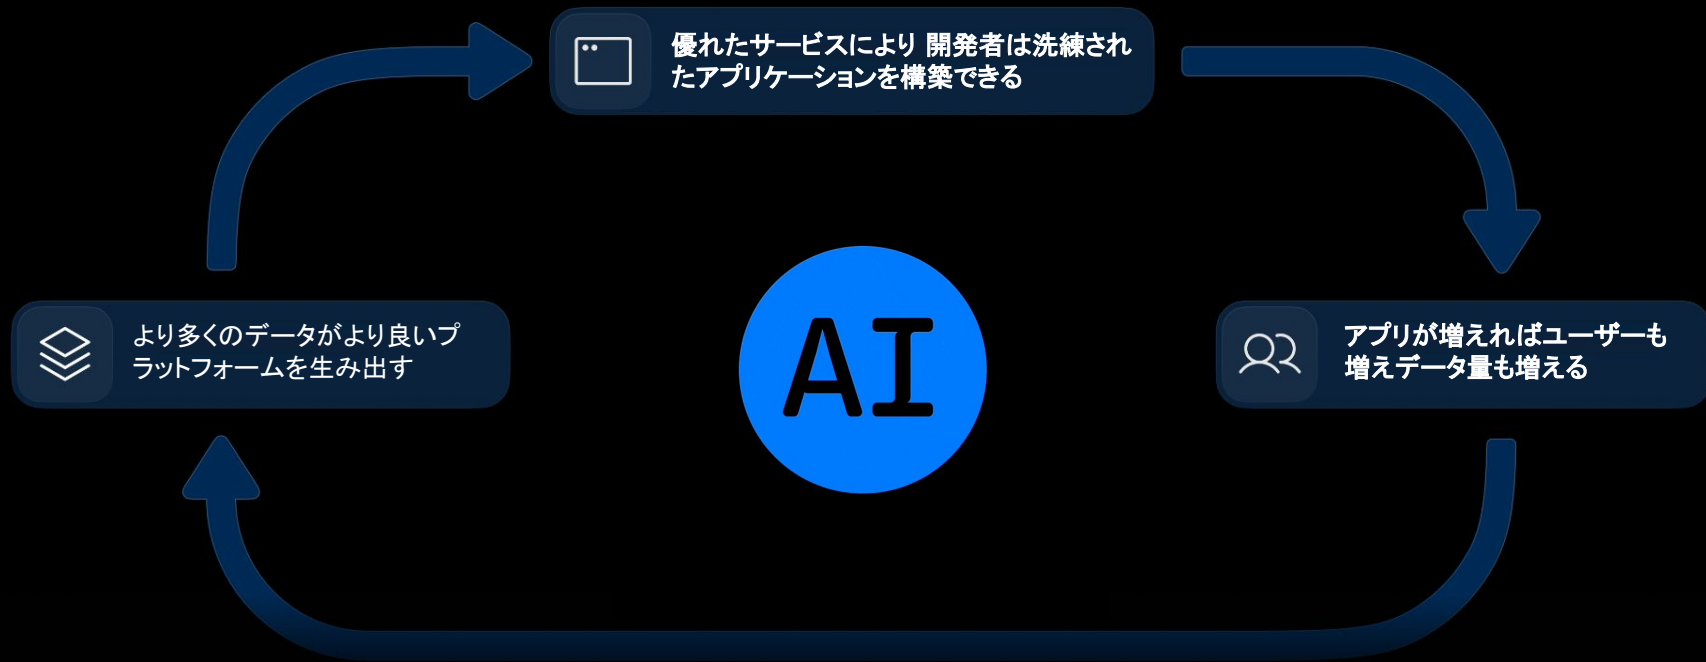 優れたサービスにより 開発者は洗練され
たアプリケーションを構築できる
より多くのデータがより良いプ
ラットフォームを生み出す
AI
アプリが増えればユーザーも
増えデータ量も増える